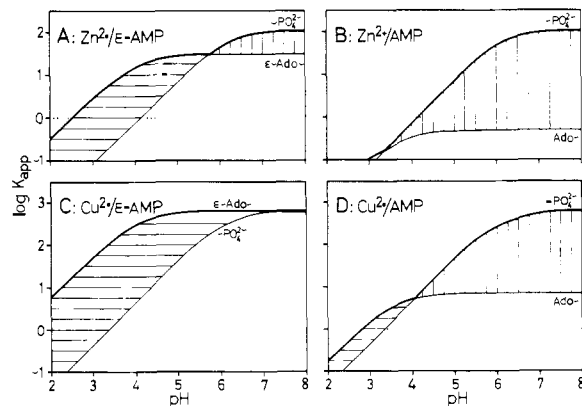 A: Zn²⁺/ε-AMP
-PO₄²⁻
ε-Ado-
B: Zn²⁺/AMP
-PO₄²⁻
Ado-
2
1
0
-1
log Kapp
C: Cu²⁺/ε-AMP
ε-Ado-
-PO₄²⁻
D: Cu²⁺/AMP
-PO₄²⁻
Ado-
3
2
1
0
-1
2 3 4 5 6 7 8
pH
2 3 4 5 6 7 8
pH